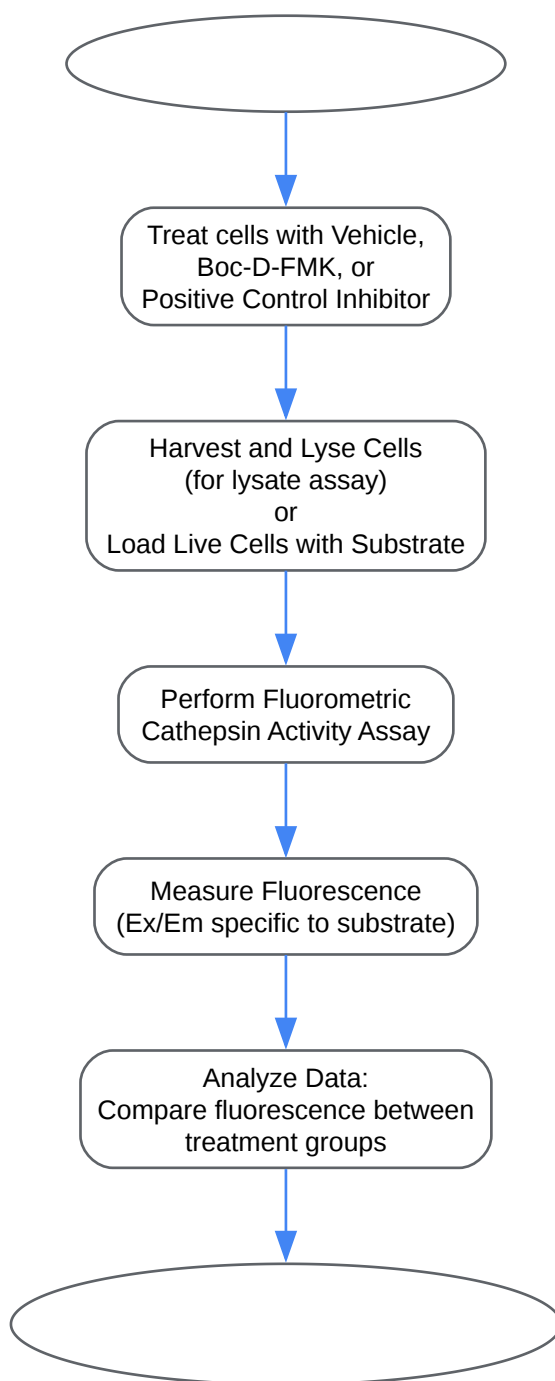 Treat cells with Vehicle,
Boc-D-FMK, or
Positive Control Inhibitor
Harvest and Lyse Cells
(for lysate assay)
or
Load Live Cells with Substrate
Perform Fluorometric
Cathepsin Activity Assay
Measure Fluorescence
(Ex/Em specific to substrate)
Analyze Data:
Compare fluorescence between
treatment groups